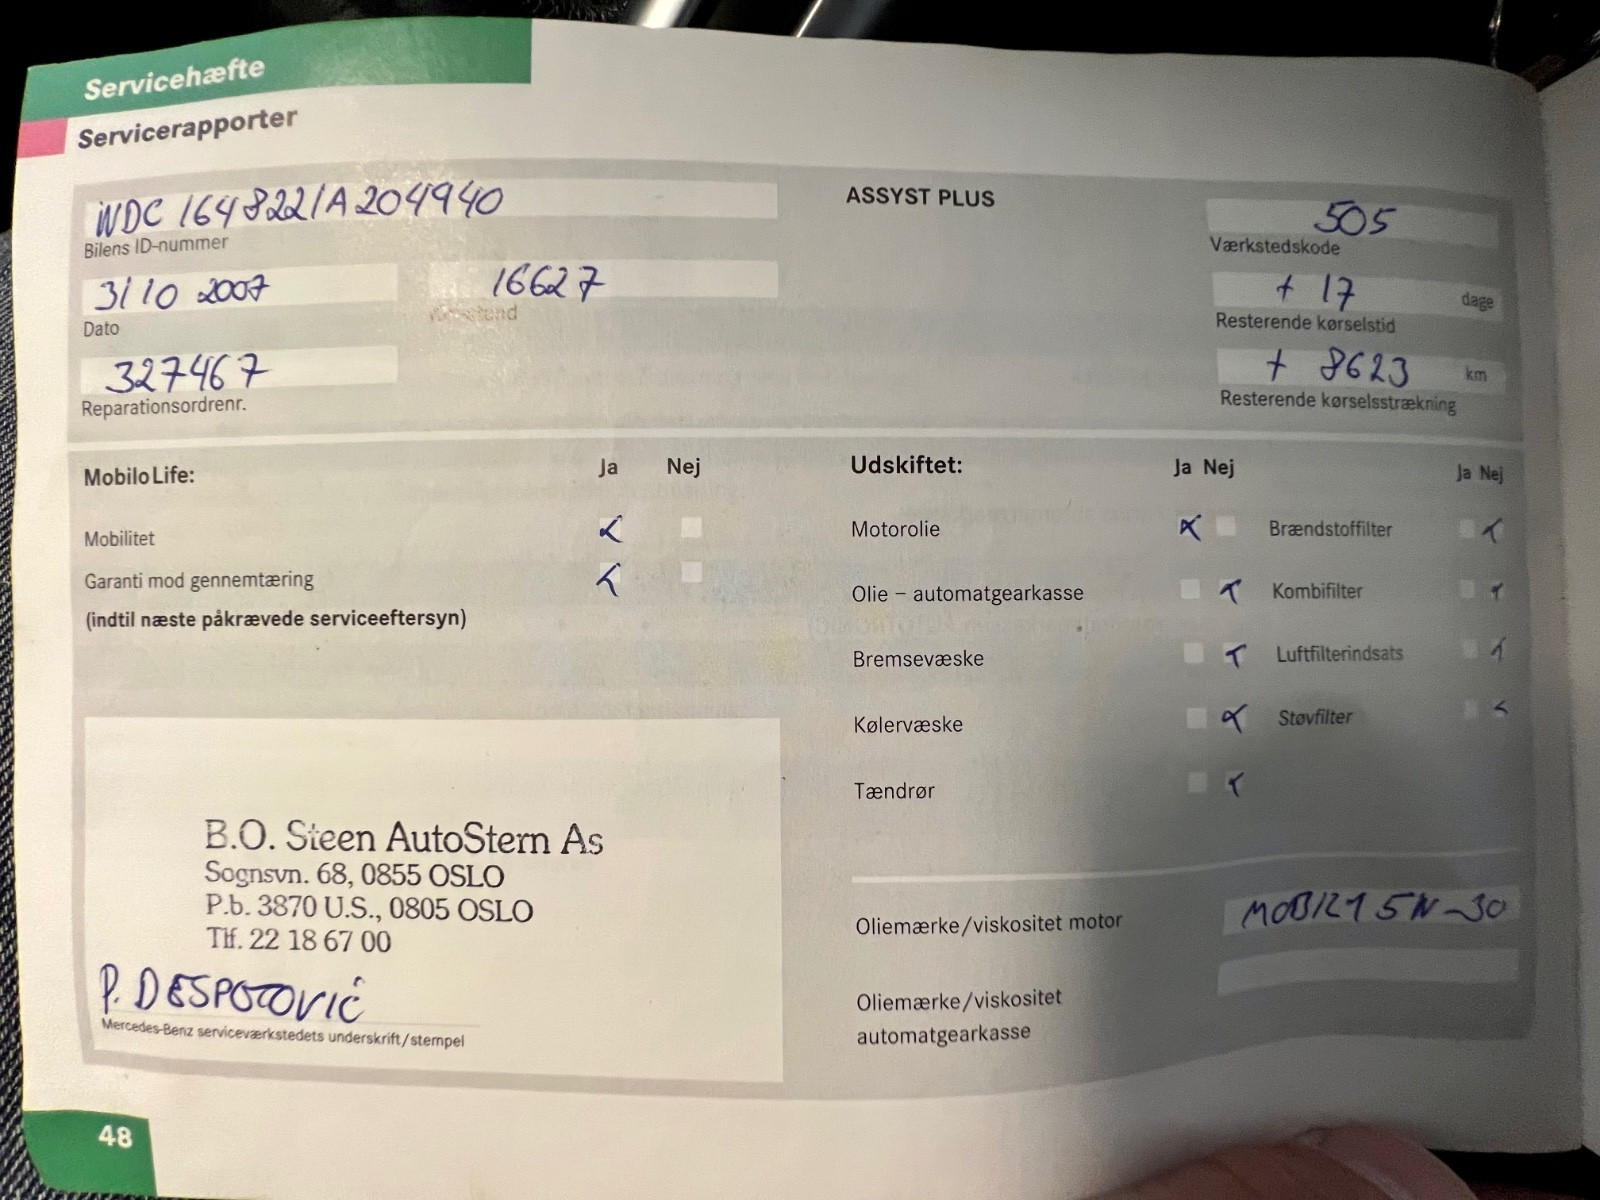 Servicehæfte
Servicerapporter
WDC 1648221A204940
Bilens ID-nummer
ASSYST PLUS
505
Værkstedskode
31 10 2007
Dato
16627
+ 17 dage
Resterende kørselstid
327467
Reparationsordrenr.
+ 8623 km
Resterende kørselsstrækning
Mobilo Life: Ja Nej
Mobilitet
Garanti mod gennemtæring
(indtil næste påkrævede serviceeftersyn)
Udskiftet: Ja Nej Ja Nej
Motorolie Brændstoffilter
Olie – automatgearkasse Kombifilter
Bremsevæske Luftfilterindsats
Kølervæske Støvfilter
Tændrør
B.O. Steen AutoStern As
Sognsvn. 68, 0855 OSLO
P.b. 3870 U.S., 0805 OSLO
Tlf. 22 18 67 00
P. DESPOTOVIĆ
Mercedes-Benz serviceværkstedets underskrift/stempel
Oliemærke/viskositet motor
MOBIL 1 5W-30
Oliemærke/viskositet
automatgearkasse
48